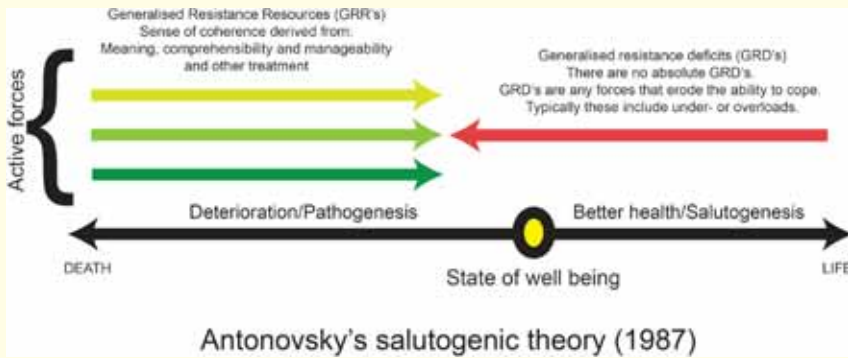 Generalised Resistance Resources (GRR's)
Sense of coherence derived from:
Meaning, comprehensibility and manageability
and other treatment
Generalised resistance deficits (GRD's)
There are no absolute GRD's.
GRD's are any forces that erode the ability to cope.
Typically these include under- or overloads.
Active forces
Deterioration/Pathogenesis
Better health/Salutogenesis
DEATH
LIFE
State of well being
Antonovsky's salutogenic theory (1987)